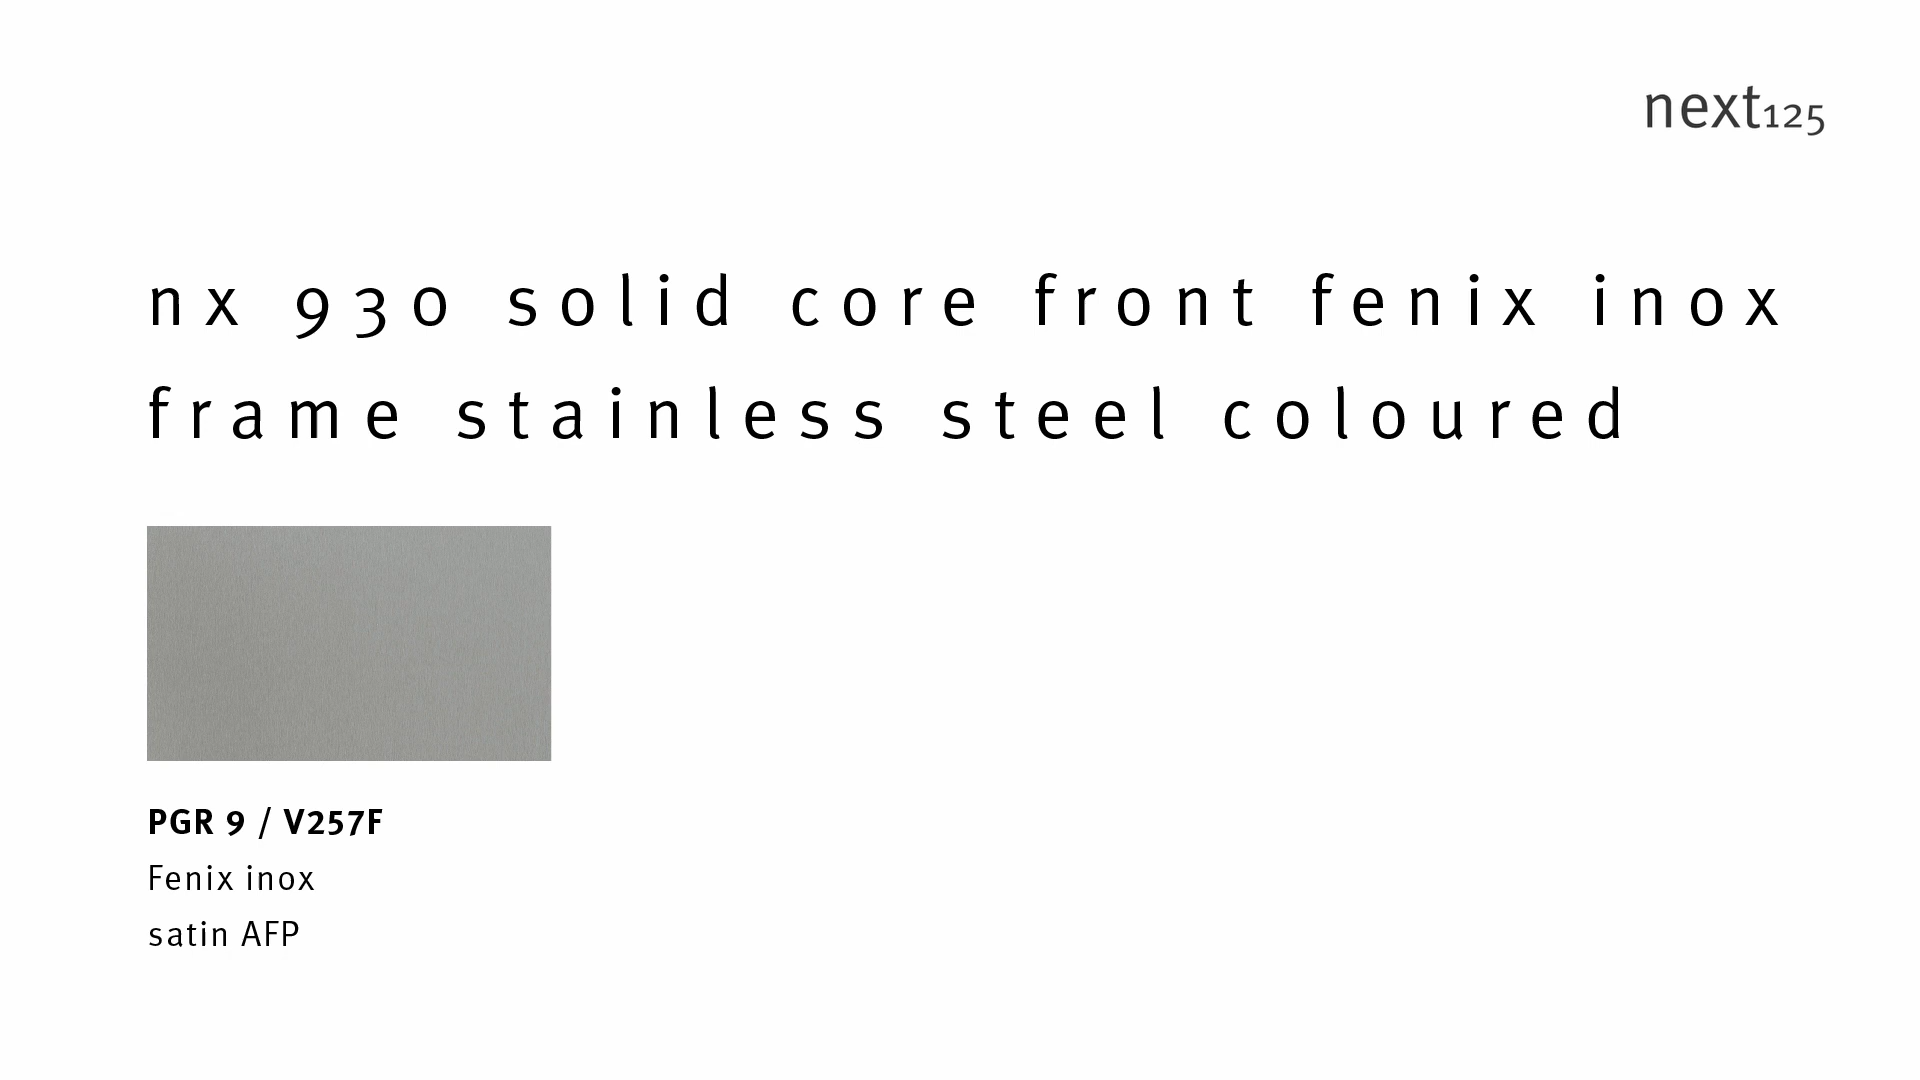 next125
nx 930 solid core front fenix inox
frame stainless steel coloured
PGR 9 / V257F
Fenix inox
satin AFP